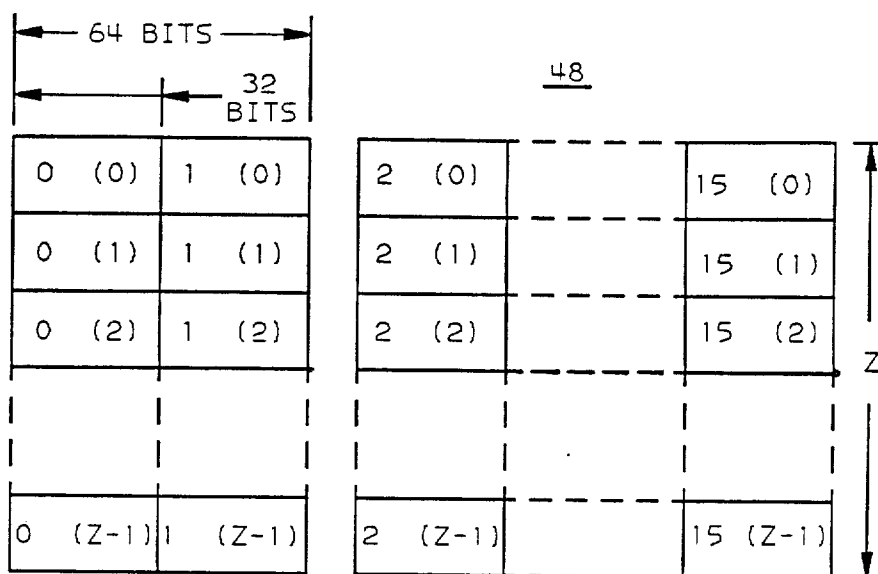 64 BITS
32
BITS
48
0 (0) 1 (0) 2 (0) 15 (0)
0 (1) 1 (1) 2 (1) 15 (1)
0 (2) 1 (2) 2 (2) 15 (2)
Z
0 (Z-1) 1 (Z-1) 2 (Z-1) 15 (Z-1)